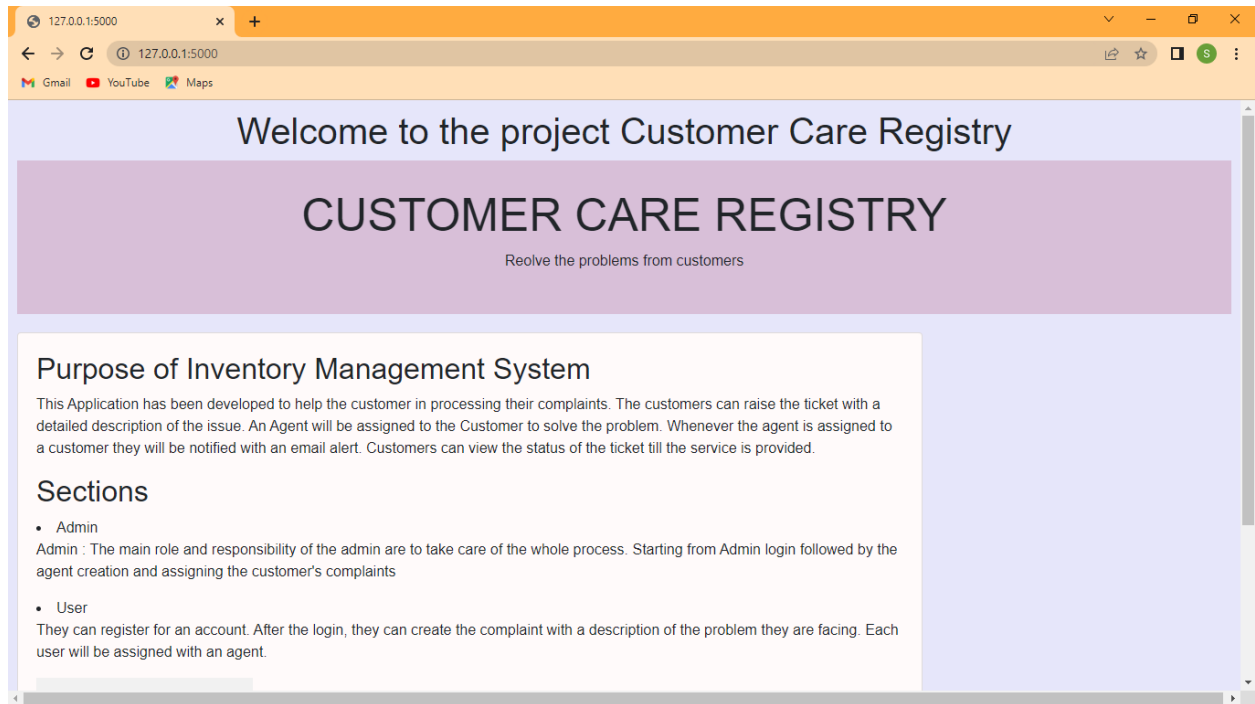 127.0.0.1:5000
127.0.0.1:5000
S
Gmail YouTube Maps
Welcome to the project Customer Care Registry
CUSTOMER CARE REGISTRY
Reolve the problems from customers
Purpose of Inventory Management System
This Application has been developed to help the customer in processing their complaints. The customers can raise the ticket with a
detailed description of the issue. An Agent will be assigned to the Customer to solve the problem. Whenever the agent is assigned to
a customer they will be notified with an email alert. Customers can view the status of the ticket till the service is provided.
Sections
• Admin
Admin : The main role and responsibility of the admin are to take care of the whole process. Starting from Admin login followed by the
agent creation and assigning the customer's complaints
• User
They can register for an account. After the login, they can create the complaint with a description of the problem they are facing. Each
user will be assigned with an agent.